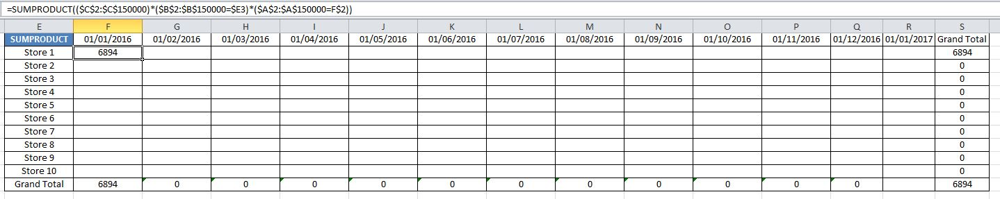 =SUMPRODUCT(($C$2:$C$150000)*($B$2:$B$150000=$E3)*($A$2:$A$150000=F$2))
E F G H I J K L M N O P Q R S
SUMPRODUCT 01/01/2016 01/02/2016 01/03/2016 01/04/2016 01/05/2016 01/06/2016 01/07/2016 01/08/2016 01/09/2016 01/10/2016 01/11/2016 01/12/2016 01/01/2017 Grand Total
Store 1 6894 6894
Store 2 0
Store 3 0
Store 4 0
Store 5 0
Store 6 0
Store 7 0
Store 8 0
Store 9 0
Store 10 0
Grand Total 6894 0 0 0 0 0 0 0 0 0 0 0 6894